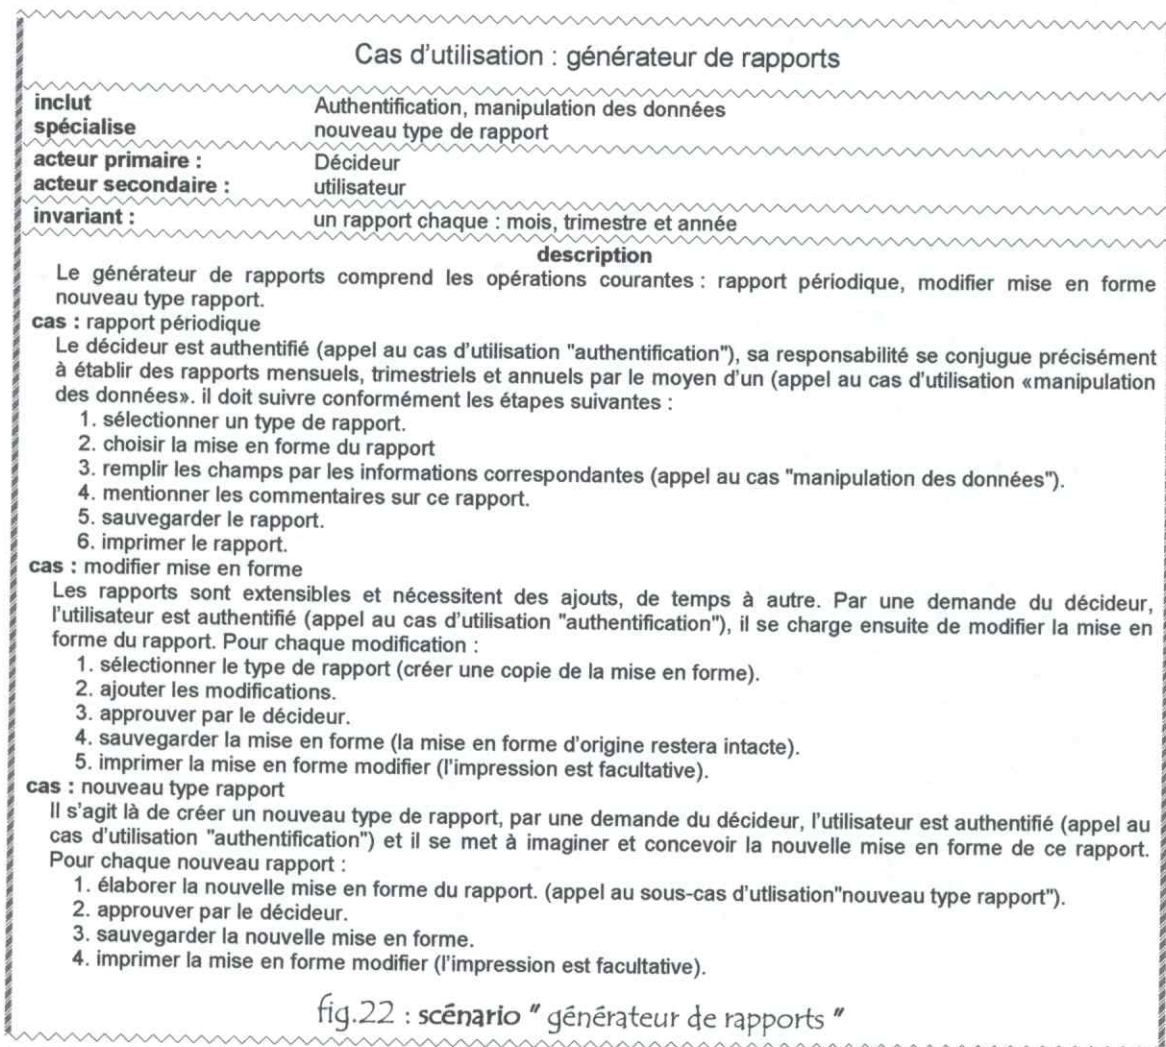 Cas d'utilisation : générateur de rapports
inclut Authentification, manipulation des données
spécialise nouveau type de rapport
acteur primaire : Décideur
acteur secondaire : utilisateur
invariant : un rapport chaque : mois, trimestre et année
description
Le générateur de rapports comprend les opérations courantes : rapport périodique, modifier mise en forme
nouveau type rapport.
cas : rapport périodique
Le décideur est authentifié (appel au cas d'utilisation "authentification"), sa responsabilité se conjugue précisément
à établir des rapports mensuels, trimestriels et annuels par le moyen d'un (appel au cas d'utilisation «manipulation
des données». il doit suivre conformément les étapes suivantes :
1. sélectionner un type de rapport.
2. choisir la mise en forme du rapport
3. remplir les champs par les informations correspondantes (appel au cas "manipulation des données").
4. mentionner les commentaires sur ce rapport.
5. sauvegarder le rapport.
6. imprimer le rapport.
cas : modifier mise en forme
Les rapports sont extensibles et nécessitent des ajouts, de temps à autre. Par une demande du décideur,
l'utilisateur est authentifié (appel au cas d'utilisation "authentification"), il se charge ensuite de modifier la mise en
forme du rapport. Pour chaque modification :
1. sélectionner le type de rapport (créer une copie de la mise en forme).
2. ajouter les modifications.
3. approuver par le décideur.
4. sauvegarder la mise en forme (la mise en forme d'origine restera intacte).
5. imprimer la mise en forme modifier (l'impression est facultative).
cas : nouveau type rapport
Il s'agit là de créer un nouveau type de rapport, par une demande du décideur, l'utilisateur est authentifié (appel au
cas d'utilisation "authentification") et il se met à imaginer et concevoir la nouvelle mise en forme de ce rapport.
Pour chaque nouveau rapport :
1. élaborer la nouvelle mise en forme du rapport. (appel au sous-cas d'utlisation"nouveau type rapport").
2. approuver par le décideur.
3. sauvegarder la nouvelle mise en forme.
4. imprimer la mise en forme modifier (l'impression est facultative).
fig.22 : scénario " générateur de rapports "